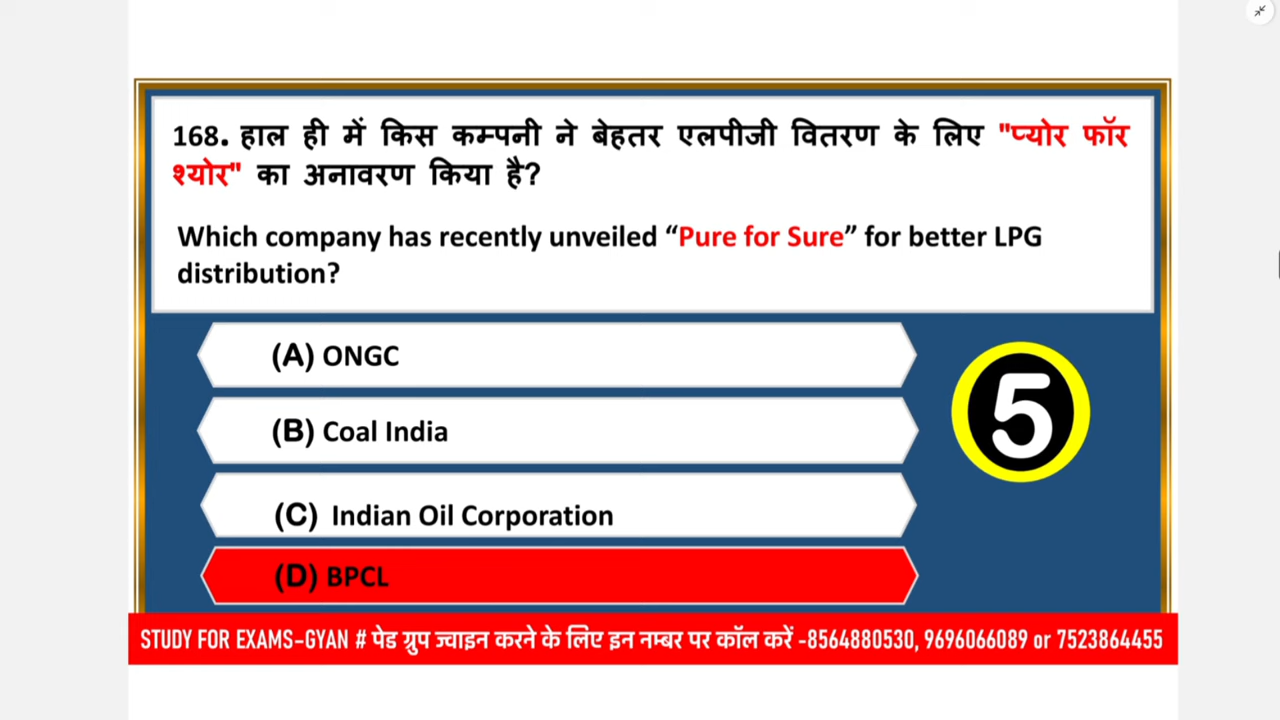 168. हाल ही में किस कम्पनी ने बेहतर एलपीजी वितरण के लिए "प्योर फॉर
श्योर" का अनावरण किया है?
Which company has recently unveiled “Pure for Sure” for better LPG
distribution?
(A) ONGC
(B) Coal India
5
(C) Indian Oil Corporation
(D) BPCL
STUDY FOR EXAMS-GYAN # पेड ग्रुप ज्वाइन करने के लिए इन नम्बर पर कॉल करें -8564880530, 9696066089 or 7523864455